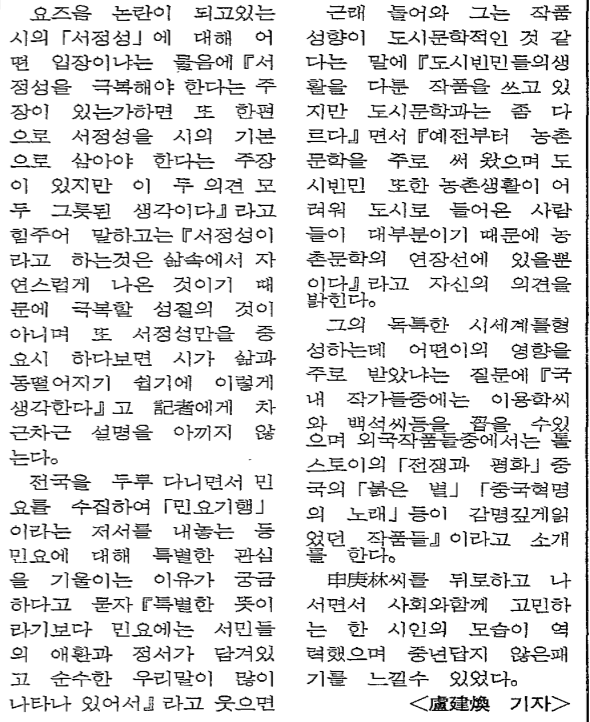 요즈음 논란이 되고있는
시의 「서정성」에 대해 어
떤 입장이냐는 물음에 『서
정성을 극복해야 한다는 주
장이 있는가하면 또 한편
으로 서정성을 시의 기본
으로 삼아야 한다는 주장
이 있지만 이 두 의견 모
두 그릇된 생각이다』라고
힘주어 말하고는 『서정성이
라고 하는것은 삶속에서 자
연스럽게 나온 것이기 때
문에 극복할 성질의 것이
아니며 또 서정성만을 중
요시 하다보면 시가 삶과
동떨어지기 쉽기에 이렇게
생각한다』고 記者에게 차
근차근 설명을 아끼지 않
는다。
전국을 두루 다니면서 민
요를 수집하여 「민요기행」
이라는 저서를 내놓는 등
민요에 대해 특별한 관심
을 기울이는 이유가 궁금
하다고 묻자 『특별한 뜻이
라기보다 민요에는 서민들
의 애환과 정서가 담겨있
고 순수한 우리말이 많이
나타나 있어서』라고 웃으면
근래 들어와 그는 작품
성향이 도시문학적인 것 같
다는 말에 『도시빈민들의생
활을 다룬 작품을 쓰고 있
지만 도시문학과는 좀 다
르다』면서 『예전부터 농촌
문학을 주로 써 왔으며 도
시빈민 또한 농촌생활이 어
려워 도시로 들어온 사람
들이 대부분이기 때문에 농
촌문학의 연장선에 있을뿐
이다』라고 자신의 의견을
밝힌다。
그의 독특한 시세계를형
성하는데 어떤이의 영향을
주로 받았냐는 질문에 『국
내 작가들중에는 이용학씨
와 백석씨등을 꼽을 수있
으며 외국작품들중에서는 톨
스토이의 「전쟁과 평화」 중
국의 「붉은 별」 「중국혁명
의 노래」 등이 감명깊게읽
었던 작품들』이라고 소개
를 한다。
申庚林씨를 뒤로하고 나
서면서 사회와함께 고민하
는 한 시인의 모습이 역
력했으며 중년답지 않은패
기를 느낄수 있었다。
<盧建煥 기자>